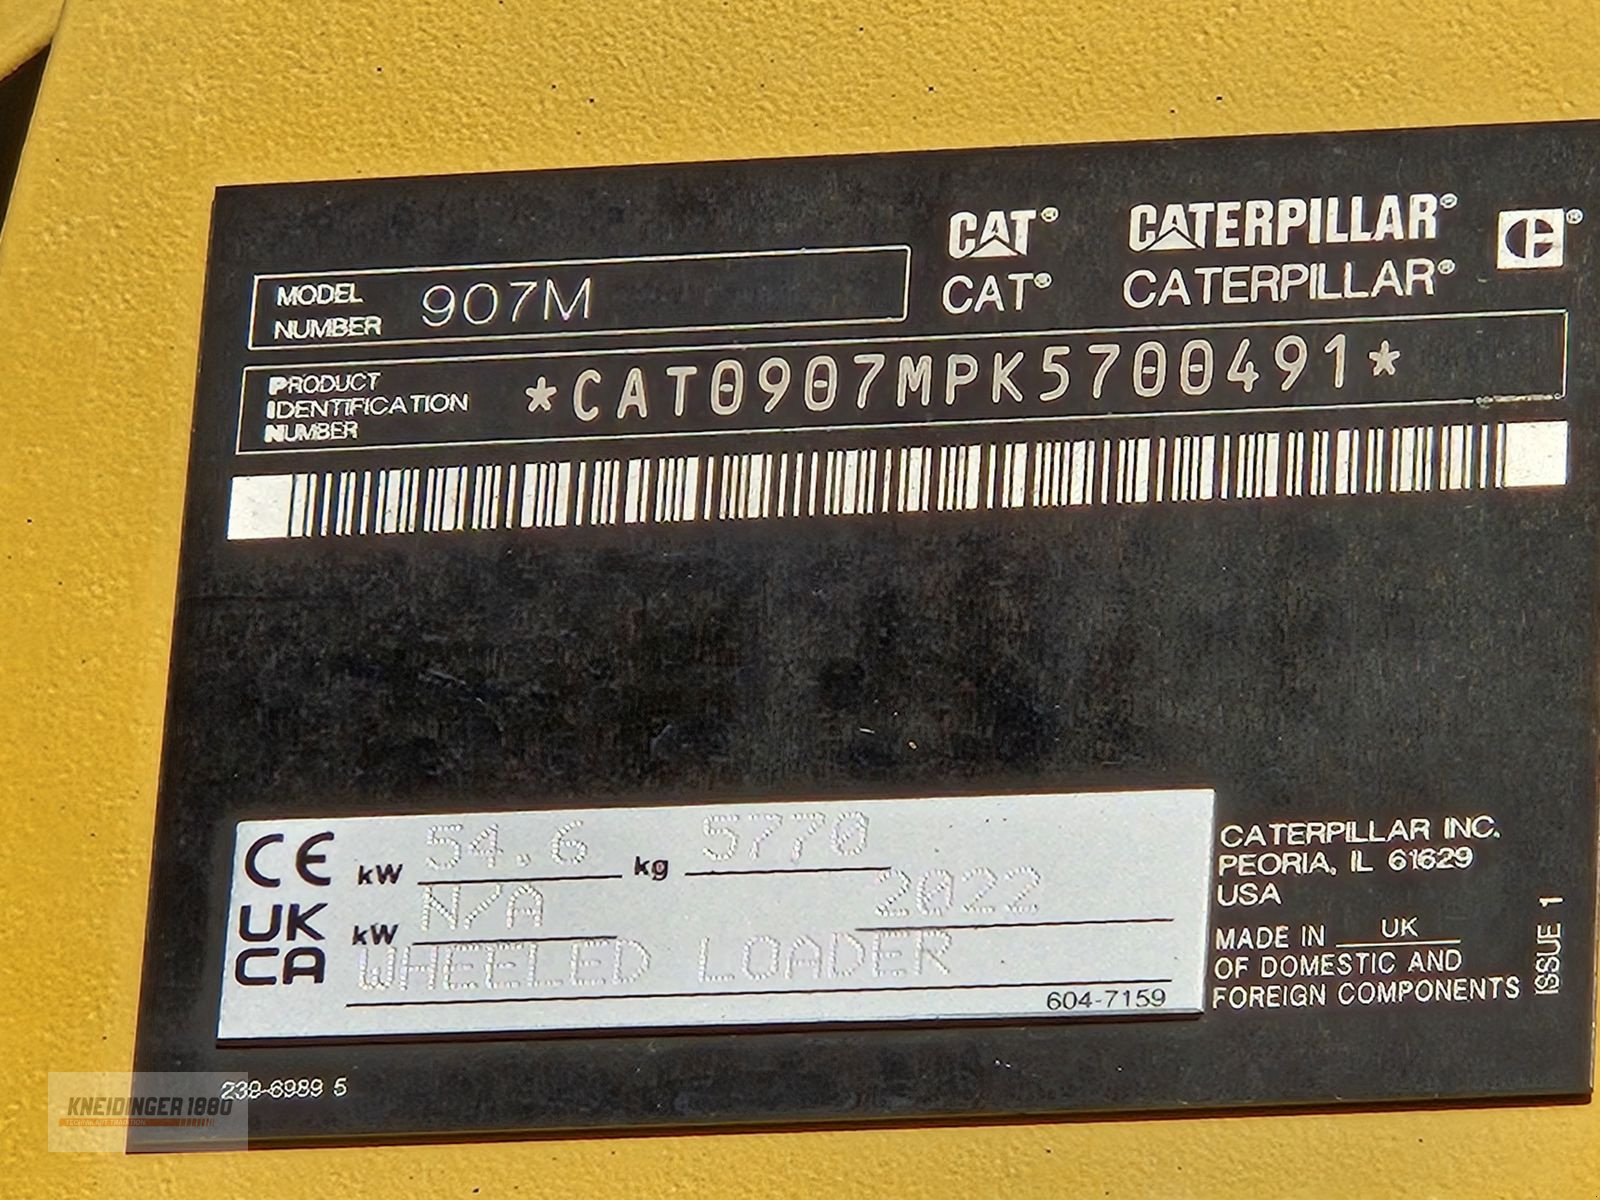 CAT® CATERPILLAR® ®
CAT® CATERPILLAR®
MODEL NUMBER 907M
PRODUCT IDENTIFICATION NUMBER *CAT0907MPK5700491*
CE kW 54.6 kg 5770
UK CA kW N/A 2022
WHEELED LOADER
604-7159
CATERPILLAR INC.
PEORIA, IL 61629
USA
MADE IN UK
OF DOMESTIC AND
FOREIGN COMPONENTS
ISSUE 1
239-6989 5
KNEIDINGER 1880